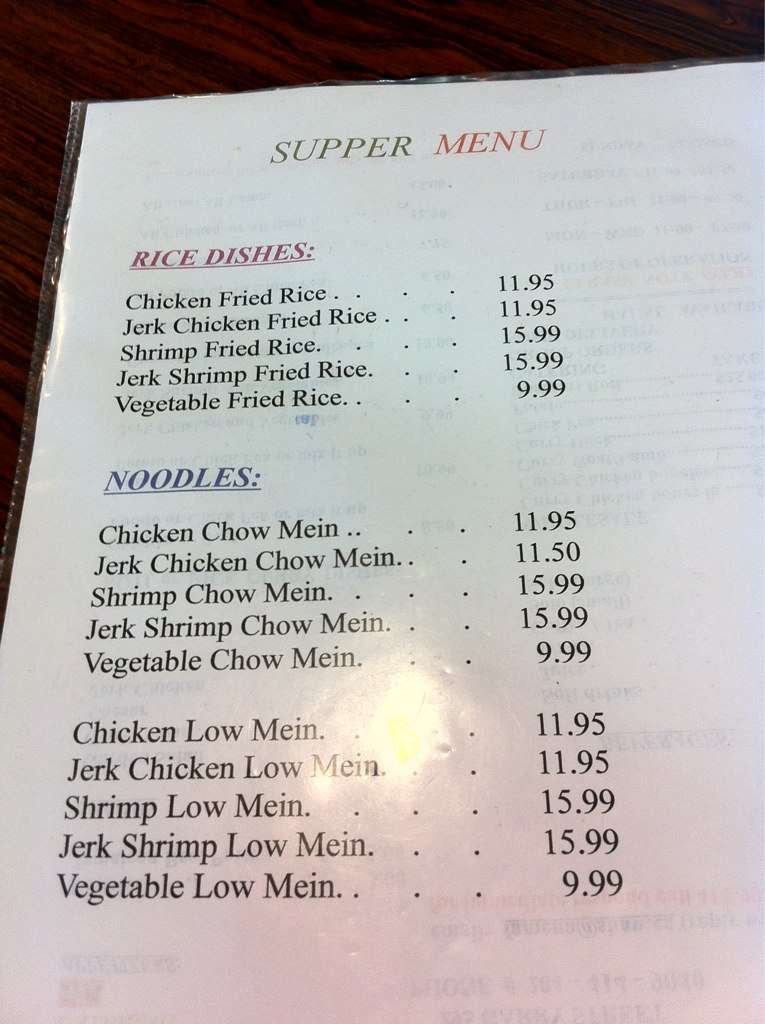 SUPPER MENU
RICE DISHES:
Chicken Fried Rice . . . . 11.95
Jerk Chicken Fried Rice . . . 11.95
Shrimp Fried Rice. . . . 15.99
Jerk Shrimp Fried Rice. . . 15.99
Vegetable Fried Rice. . . . 9.99
NOODLES:
Chicken Chow Mein .. . . 11.95
Jerk Chicken Chow Mein. . . 11.50
Shrimp Chow Mein. . . . 15.99
Jerk Shrimp Chow Mein. . . 15.99
Vegetable Chow Mein. . . 9.99
Chicken Low Mein. . . . 11.95
Jerk Chicken Low Mein. . . 11.95
Shrimp Low Mein. . . . 15.99
Jerk Shrimp Low Mein. . . 15.99
Vegetable Low Mein. . . . 9.99